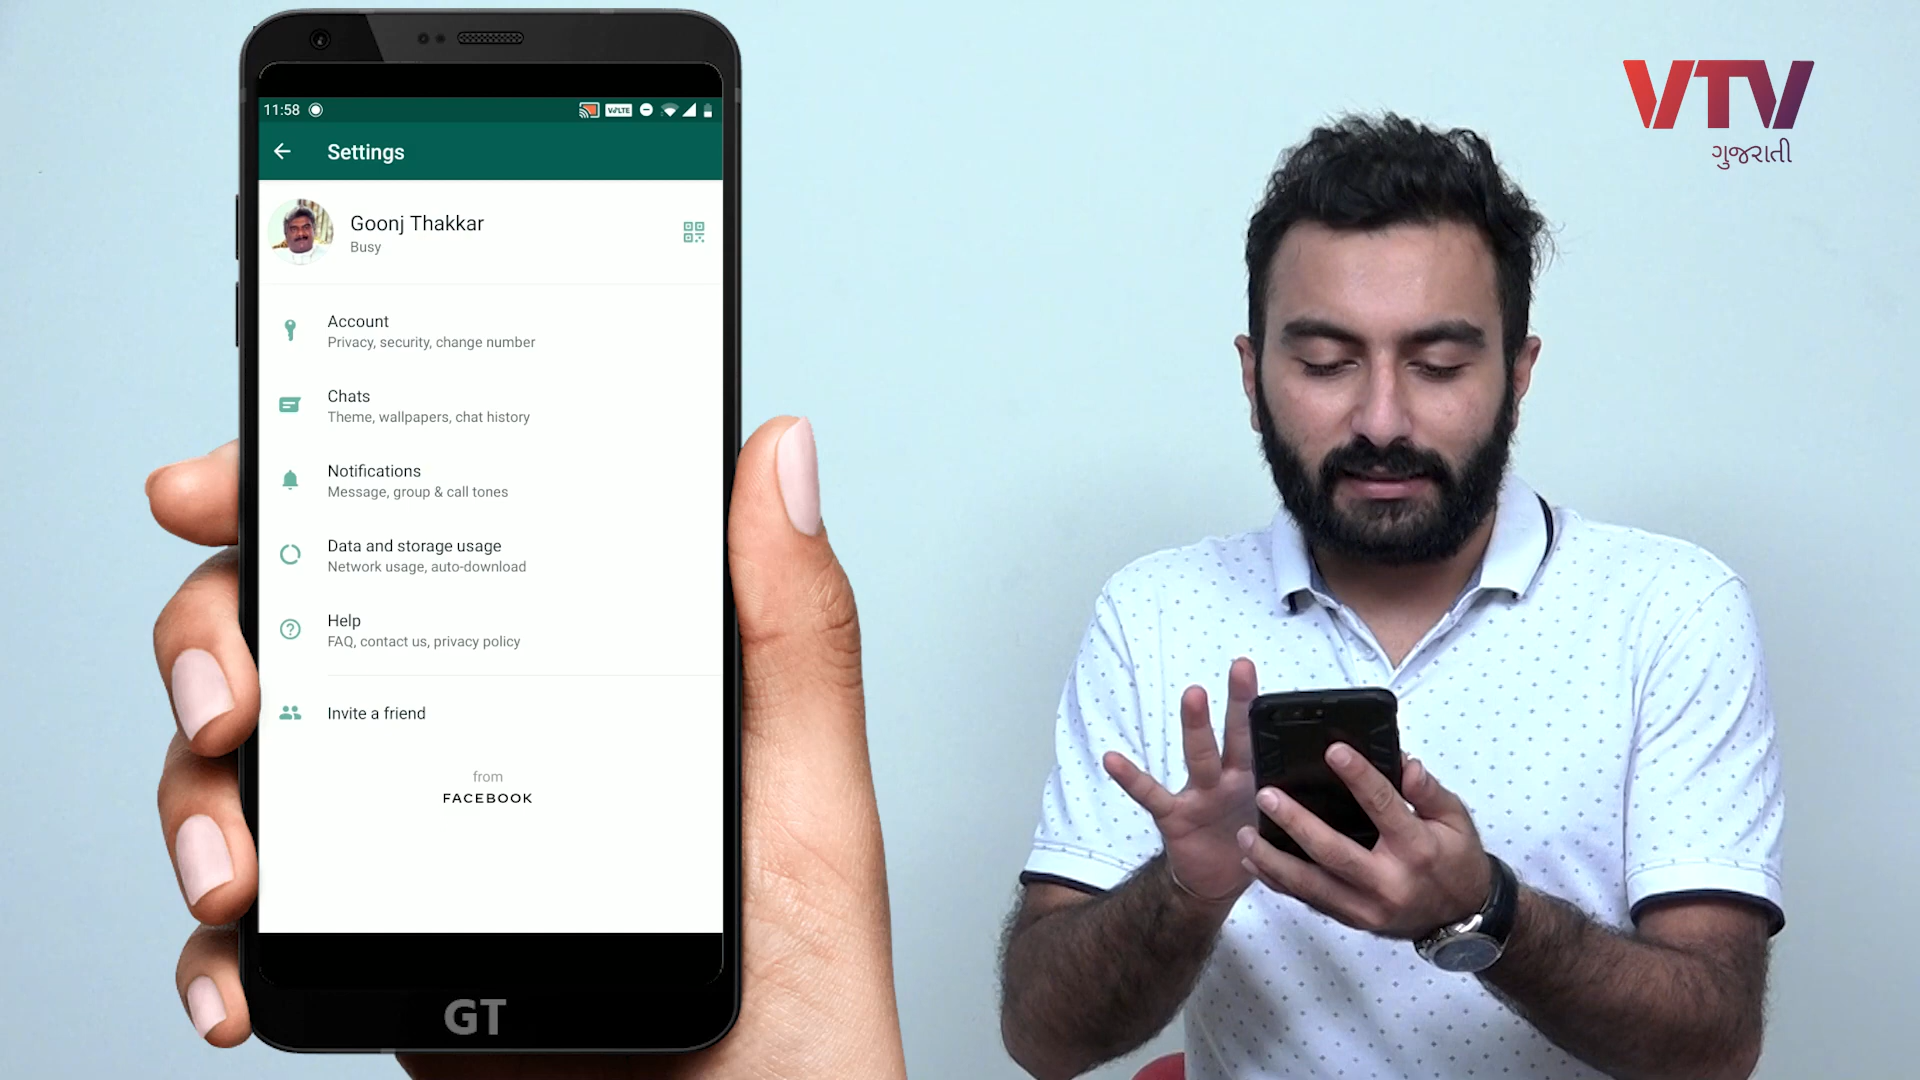 11:58
VoLTE
Settings
Goonj Thakkar
Busy
Account
Privacy, security, change number
Chats
Theme, wallpapers, chat history
Notifications
Message, group & call tones
Data and storage usage
Network usage, auto-download
Help
FAQ, contact us, privacy policy
Invite a friend
from
FACEBOOK
GT
VTV
ગુજરાતી